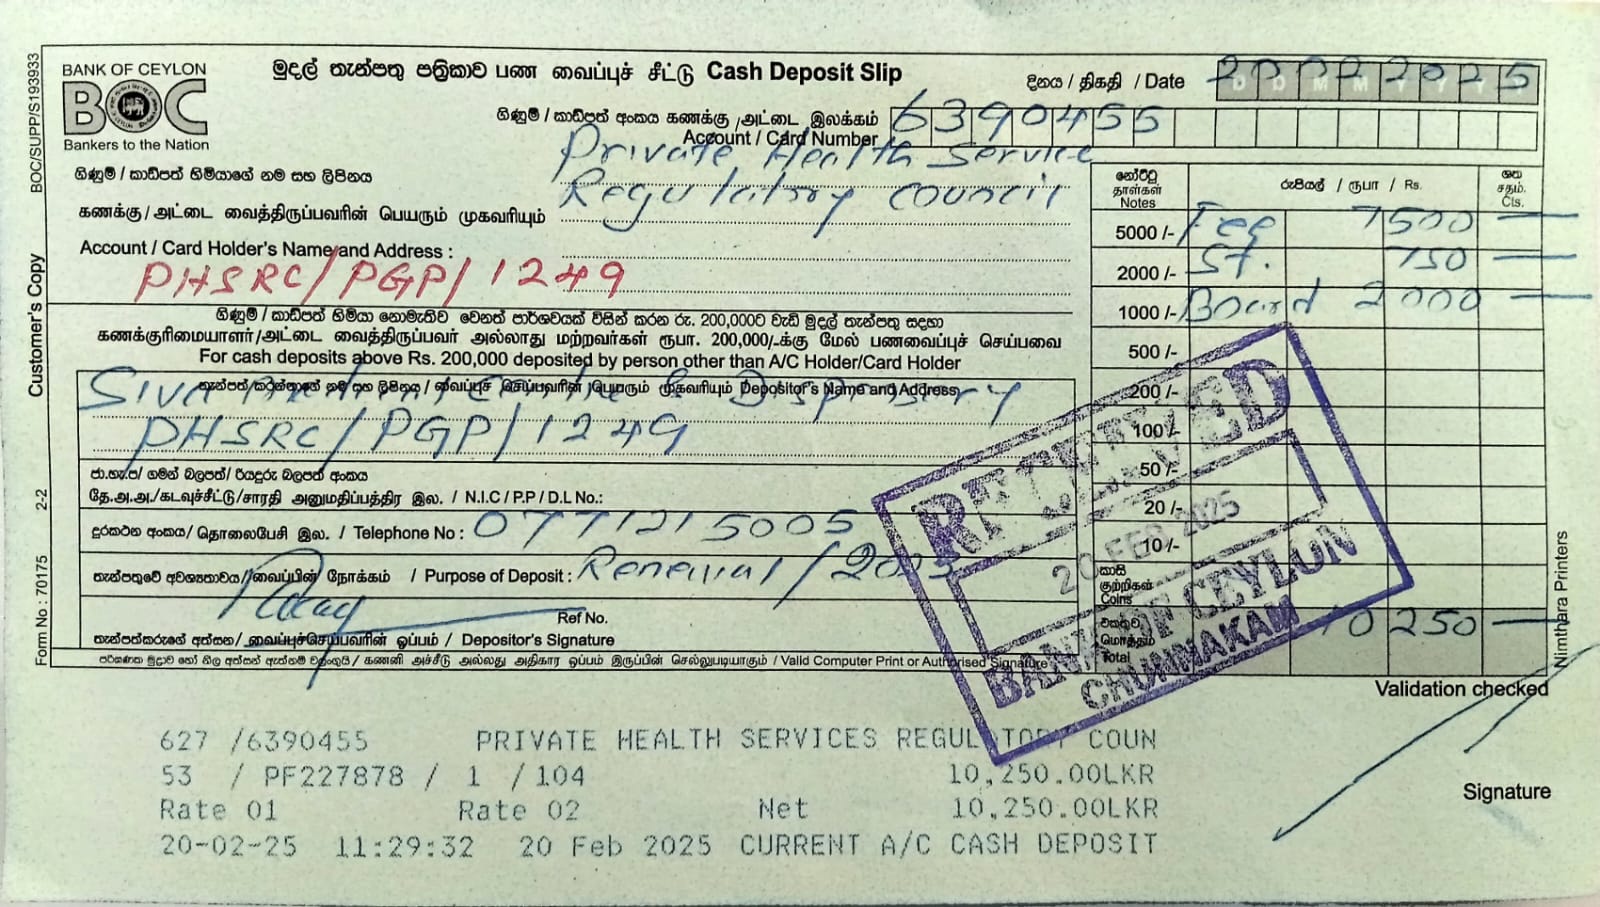 BOC/SUPP/S193933
Customer's Copy
2-2
Form No : 70175
BANK OF CEYLON
BOC
Bankers to the Nation
මුදල් තැන්පතු පත්‍රිකාව பண வைப்புச் சீட்டு Cash Deposit Slip
දිනය / திகதி / Date 20022025
ගිණුම් / කාඩ්පත් අංකය கணக்கு / அட்டை இலக்கம்
Account / Card Number 6390455
ගිණුම් / කාඩ්පත් හිමියාගේ නම සහ ලිපිනය
Private Health Service
கணக்கு / அட்டை வைத்திருப்பவரின் பெயரும் முகவரியும்
Regulatory Council
Account / Card Holder's Name and Address :
PHSRC/PGP/1249
ගිණුම් / කාඩ්පත් හිමියා නොමැතිව වෙනත් පාර්ශවයක් විසින් කරන රු. 200,000ට වැඩි මුදල් තැන්පතු සදහා
கணக்குரிமையாளர்/அட்டை வைத்திருப்பவர் அல்லாது மற்றவர்கள் ரூபா. 200,000/-க்கு மேல் பணவைப்புச் செய்பவை
For cash deposits above Rs. 200,000 deposited by person other than A/C Holder/Card Holder
තැන්පත්කරන්නාගේ නම සහ ලිපිනය / வைப்புச் செய்பவரின் பெயரும் முகவரியும் Depositor's Name and Address
Dispensary
PHSRC/PGP/1249
ජා.හැ.ප/ ගමන් බලපත්/ රියදුරු බලපත් අංකය
தே.அ.அ./கடவுச்சீட்டு/சாரதி அனுமதிப்பத்திர இல. / N.I.C / P.P / D.L No.:
දුරකථන අංකය/ தொலைபேசி இல. / Telephone No : 0771215005
තැන්පතුවේ අවශ්‍යතාවය/ வைப்பின் நோக்கம் / Purpose of Deposit : Renewal / 2025
Ref No.
තැන්පත්කරුගේ අත්සන / வைப்புச்செய்பவரின் ஒப்பம் / Depositor's Signature
පරිගණක මුද්‍රාව හෝ නිල අත්සන ඇත්නම් වලංගුයි / கணனி அச்சீடு அல்லது அதிகார ஒப்பம் இருப்பின் செல்லுபடியாகும் / Valid Computer Print or Authorised Signature
නෝට්ටු தாள்கள் Notes
රුපියල් / ரூபா / Rs.
ශත சதம். Cts.
5000 /- Fee 7500 —
2000 /- St. 750 —
1000 /- Board 2000 —
500 /-
200 /-
100 /-
50 /-
20 /-
10 /-
කාසි குற்றிகள் Coins
එකතුව மொத்தம் Total 10250 —
RECEIVED
20 FEB 2025
BANK OF CEYLON
CHUNNAKAM
Nimthara Printers
Validation checked
Signature
627 /6390455 PRIVATE HEALTH SERVICES REGULATORY COUN
53 / PF227878 / 1 /104 10,250.00LKR
Rate 01 Rate 02 Net 10,250.00LKR
20-02-25 11:29:32 20 Feb 2025 CURRENT A/C CASH DEPOSIT